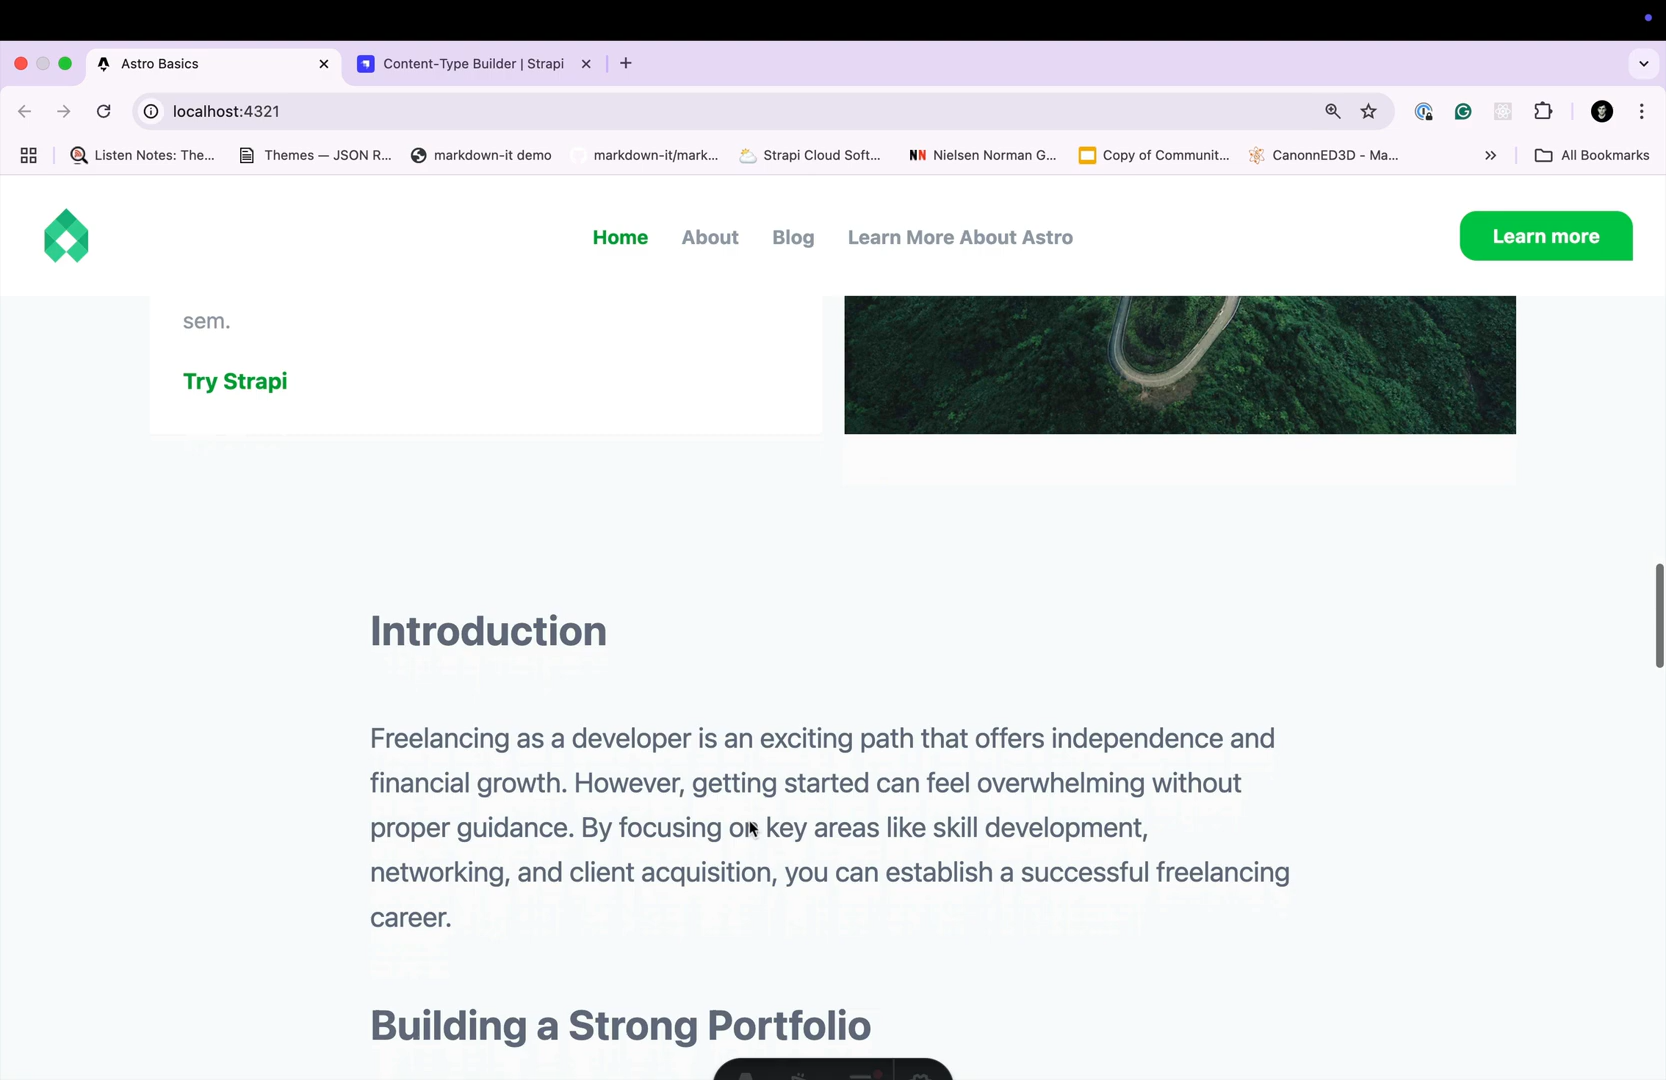 Astro Basics
Content-Type Builder | Strapi
localhost:4321
Listen Notes: The...
Themes — JSON R...
markdown-it demo
markdown-it/mark...
Strapi Cloud Soft...
NN Nielsen Norman G...
Copy of Communit...
CanonnED3D - Ma...
All Bookmarks
Home
About
Blog
Learn More About Astro
Learn more
sem.
Try Strapi
Introduction
Freelancing as a developer is an exciting path that offers independence and
financial growth. However, getting started can feel overwhelming without
proper guidance. By focusing on key areas like skill development,
networking, and client acquisition, you can establish a successful freelancing
career.
Building a Strong Portfolio